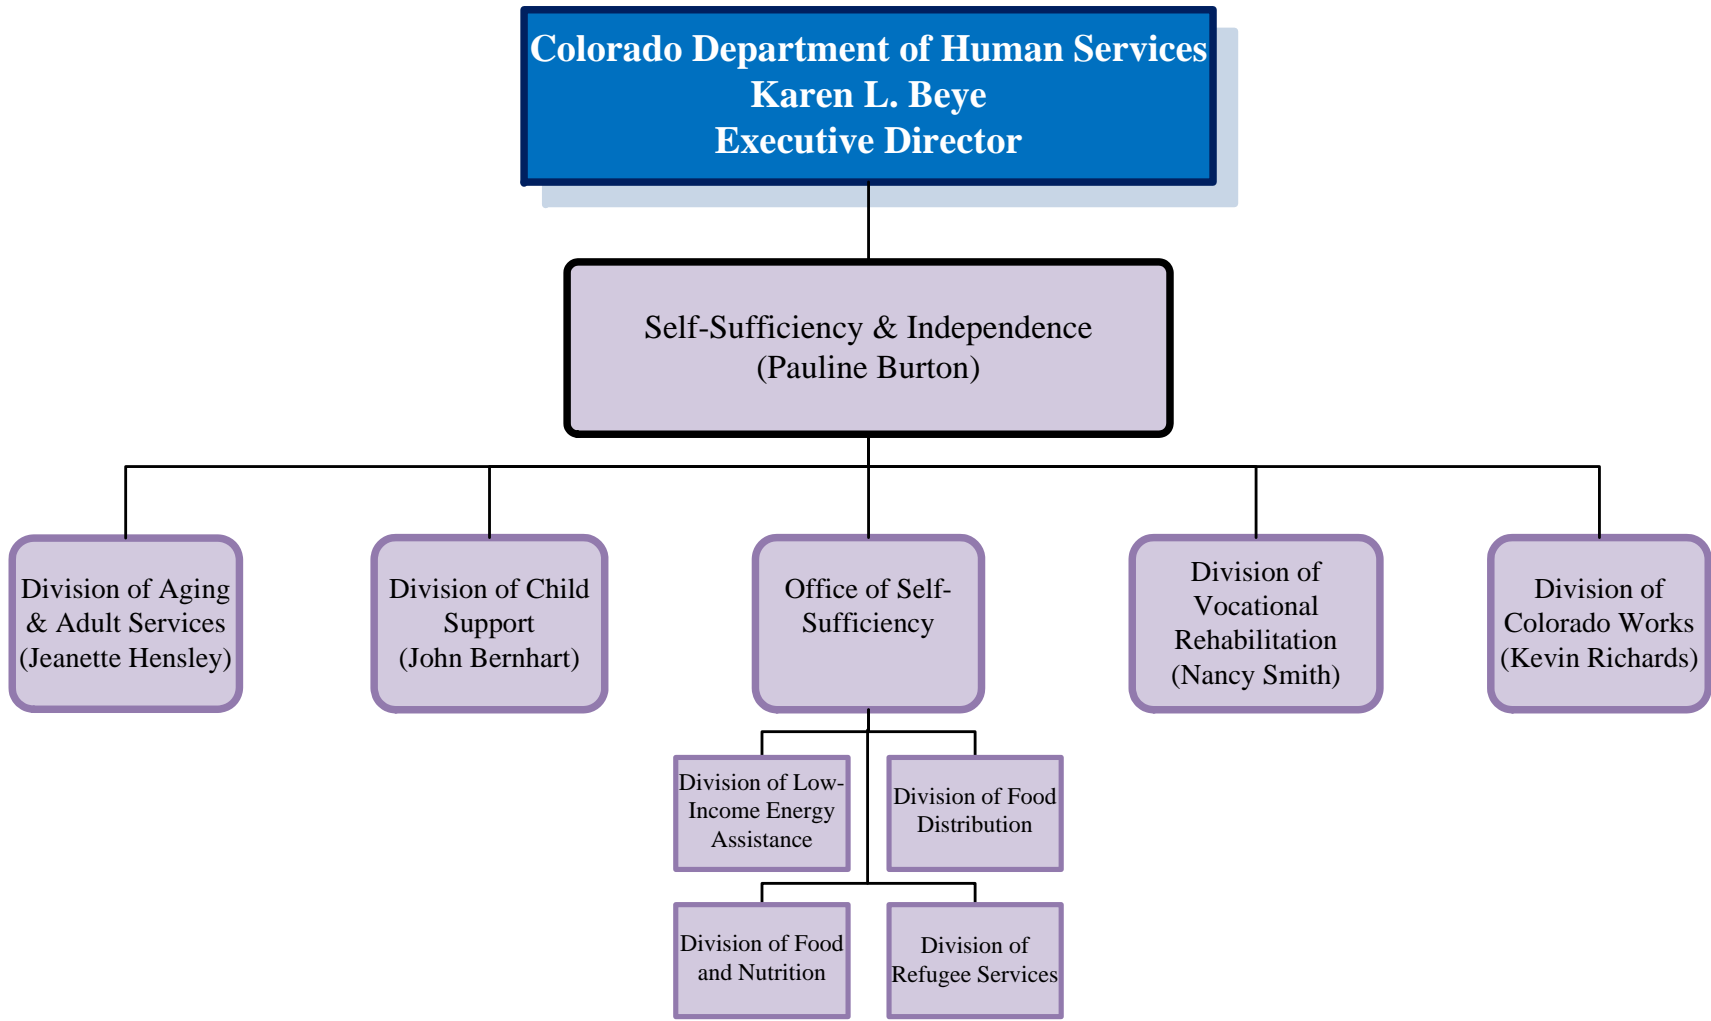 Colorado Department of Human Services
Karen L. Beye
Executive Director
Self-Sufficiency & Independence
(Pauline Burton)
Division of Aging
& Adult Services
(Jeanette Hensley)
Division of Child
Support
(John Bernhart)
Office of Self-
Sufficiency
Division of
Vocational
Rehabilitation
(Nancy Smith)
Division of
Colorado Works
(Kevin Richards)
Division of Low-
Income Energy
Assistance
Division of Food
Distribution
Division of Food
and Nutrition
Division of
Refugee Services